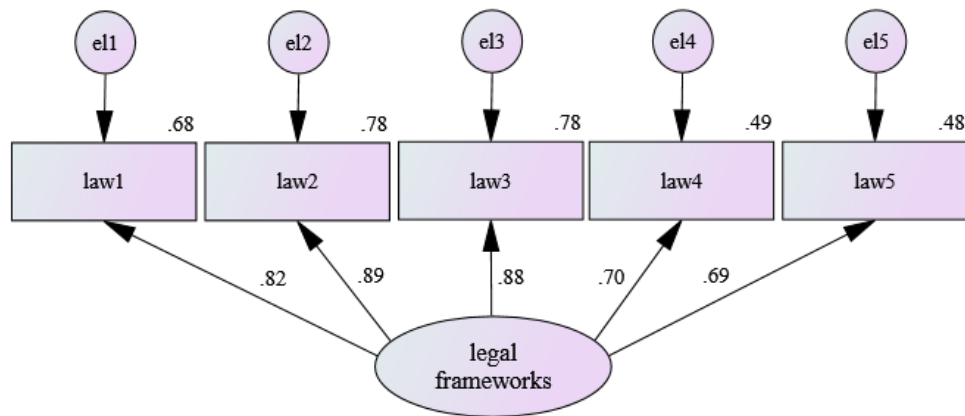 el1 el2 el3 el4 el5
.68 .78 .78 .49 .48
law1 law2 law3 law4 law5
.82 .89 .88 .70 .69
legal
frameworks